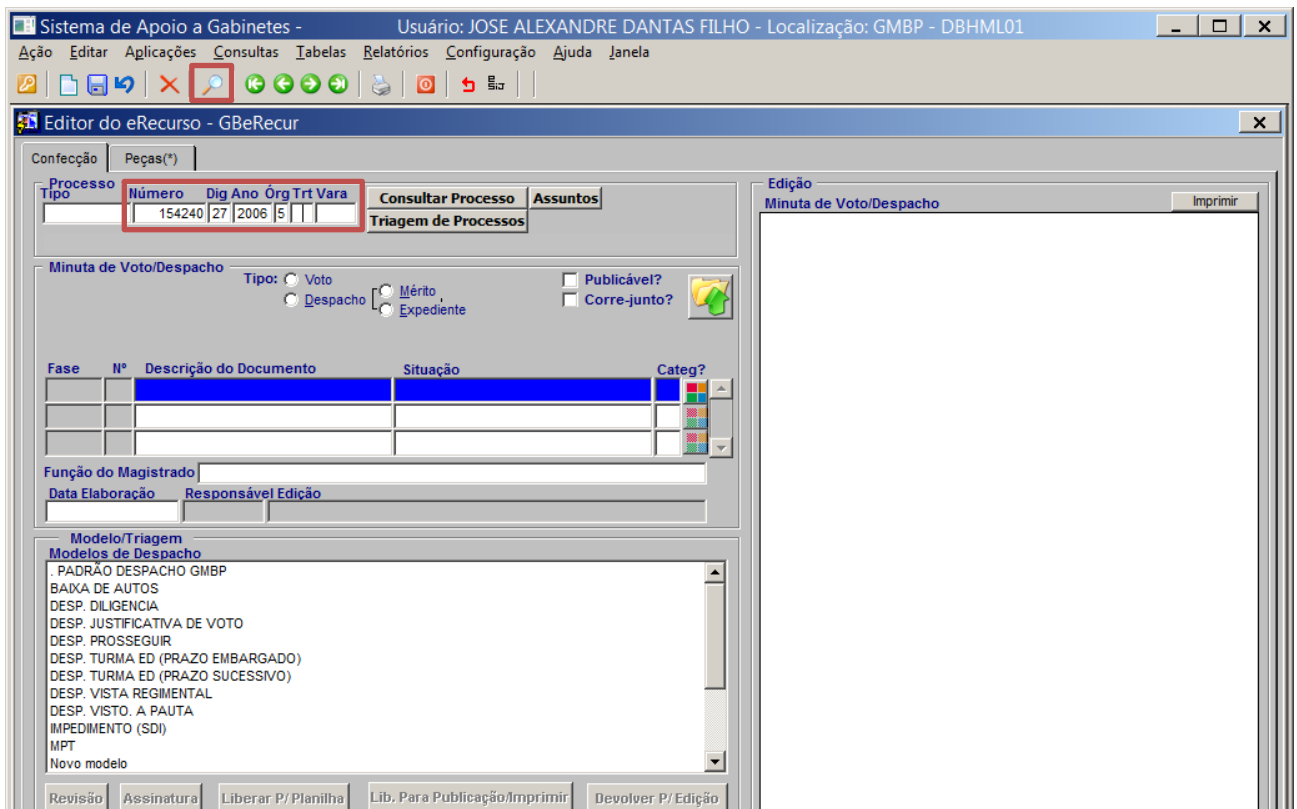 Sistema de Apoio a Gabinetes - Usuário: JOSE ALEXANDRE DANTAS FILHO - Localização: GMBP - DBHML01
Ação Editar Aplicações Consultas Tabelas Relatórios Configuração Ajuda Janela
Editor do eRecurso - GBeRecur
Confecção Peças(*)
Processo
Tipo Número Dig Ano Órg Trt Vara
154240 27 2006 5
Consultar Processo Assuntos
Triagem de Processos
Minuta de Voto/Despacho
Tipo: Voto
Despacho Mérito
Expediente
Publicável?
Corre-junto?
Fase Nº Descrição do Documento Situação Categ?
Função do Magistrado
Data Elaboração Responsável Edição
Modelo/Triagem
Modelos de Despacho
. PADRÃO DESPACHO GMBP
BAIXA DE AUTOS
DESP. DILIGENCIA
DESP. JUSTIFICATIVA DE VOTO
DESP. PROSSEGUIR
DESP. TURMA ED (PRAZO EMBARGADO)
DESP. TURMA ED (PRAZO SUCESSIVO)
DESP. VISTA REGIMENTAL
DESP. VISTO. A PAUTA
IMPEDIMENTO (SDI)
MPT
Novo modelo
Revisão Assinatura Liberar P/ Planilha Lib. Para Publicação/Imprimir Devolver P/ Edição
Edição
Minuta de Voto/Despacho Imprimir